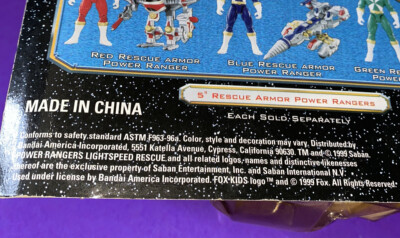 RED RESCUE ARMOR
POWER RANGER
BLUE RESCUE ARMOR
POWER RANGER
GREEN RE
POWER
5" RESCUE ARMOR POWER RANGERS
EACH SOLD SEPARATELY
MADE IN CHINA
Conforms to safety standard ASTM F963-96a. Color, style and decoration may vary. Distributed by
Bandai America Incorporated, 5551 Katella Avenue, Cypress, California 90630. TM and © 1999 Saban.
POWER RANGERS LIGHTSPEED RESCUE and all related logos, names and distinctive likenesses
thereof are the exclusive property of Saban Entertainment, Inc. and Saban International N.V.
Used under license by Bandai America Incorporated. FOX KIDS logo™ and © 1999 Fox. All Rights Reserved.